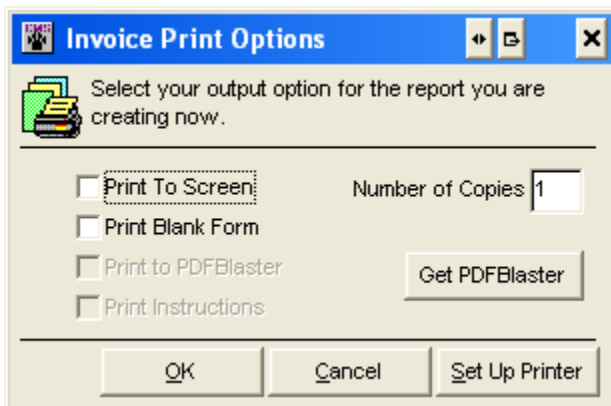 CMS
Invoice Print Options
Select your output option for the report you are
creating now.
Print To Screen
Number of Copies 1
Print Blank Form
Print to PDFBlaster
Get PDFBlaster
Print Instructions
OK
Cancel
Set Up Printer